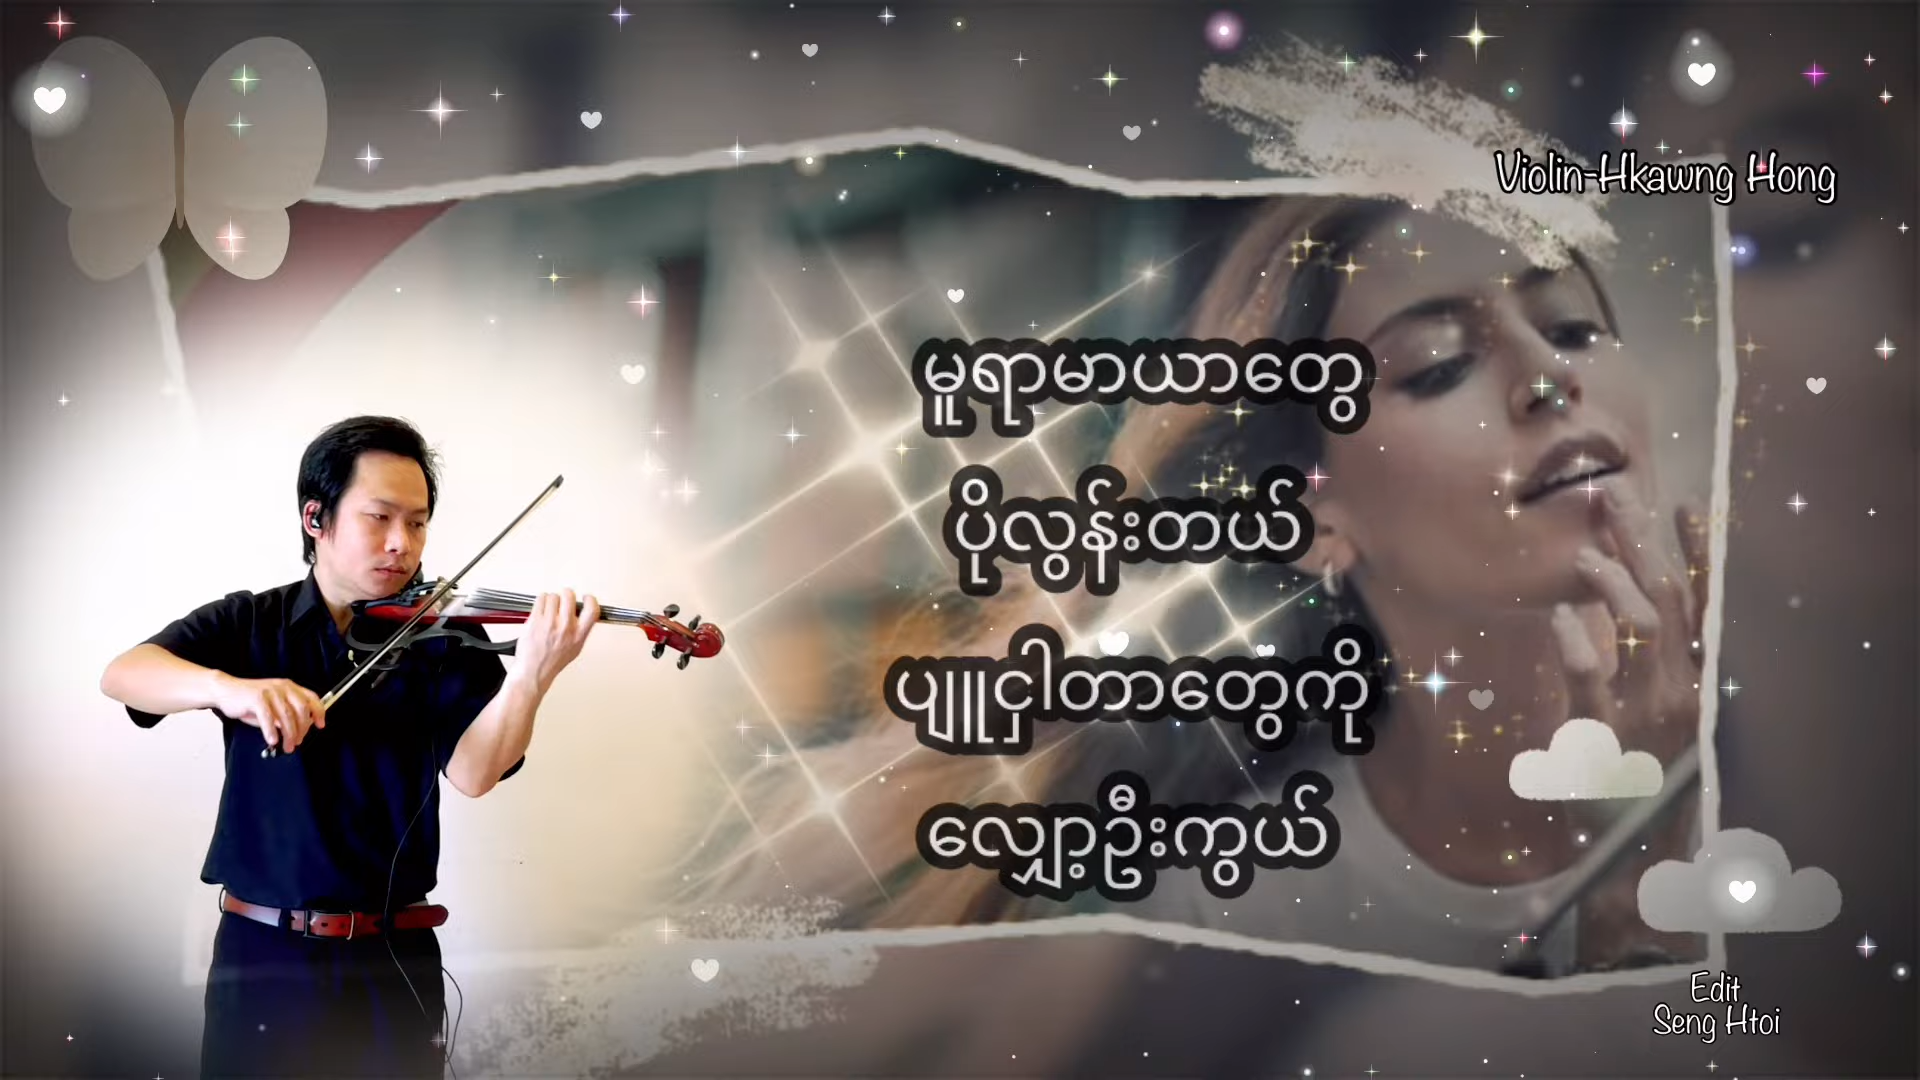 Violin-Hkawng Hong
မူရာမာယာတွေ
ပိုလွန်းတယ်
ပျူငှါတာတွေကို
လျှော့ဦးကွယ်
Edit
Seng Htoi